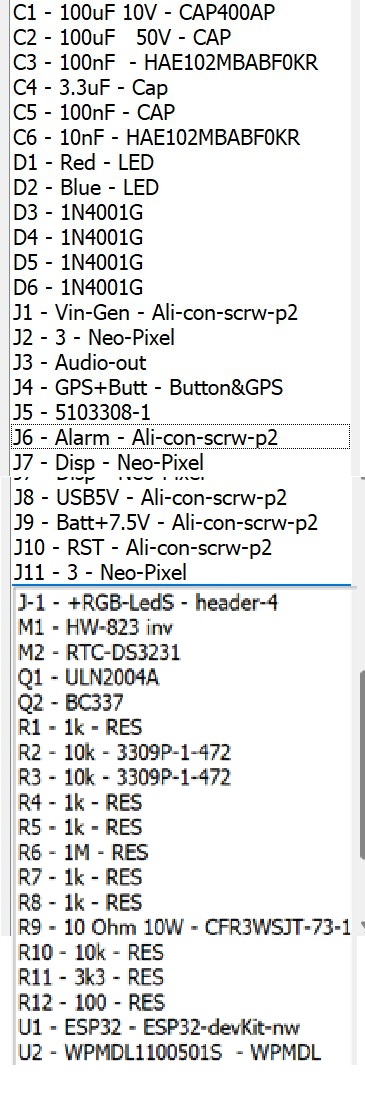 C1 - 100uF 10V - CAP400AP
C2 - 100uF   50V - CAP
C3 - 100nF  - HAE102MBABF0KR
C4 - 3.3uF - Cap
C5 - 100nF - CAP
C6 - 10nF - HAE102MBABF0KR
D1 - Red - LED
D2 - Blue - LED
D3 - 1N4001G
D4 - 1N4001G
D5 - 1N4001G
D6 - 1N4001G
J1 - Vin-Gen - Ali-con-scrw-p2
J2 - 3 - Neo-Pixel
J3 - Audio-out
J4 - GPS+Butt - Button&GPS
J5 - 5103308-1
J6 - Alarm - Ali-con-scrw-p2
J7 - Disp - Neo-Pixel
J8 - USB5V - Ali-con-scrw-p2
J9 - Batt+7.5V - Ali-con-scrw-p2
J10 - RST - Ali-con-scrw-p2
J11 - 3 - Neo-Pixel
J-1 - +RGB-LedS - header-4
M1 - HW-823 inv
M2 - RTC-DS3231
Q1 - ULN2004A
Q2 - BC337
R1 - 1k - RES
R2 - 10k - 3309P-1-472
R3 - 10k - 3309P-1-472
R4 - 1k - RES
R5 - 1k - RES
R6 - 1M - RES
R7 - 1k - RES
R8 - 1k - RES
R9 - 10 Ohm 10W - CFR3WSJT-73-1
R10 - 10k - RES
R11 - 3k3 - RES
R12 - 100 - RES
U1 - ESP32 - ESP32-devKit-nw
U2 - WPMDL1100501S  - WPMDL